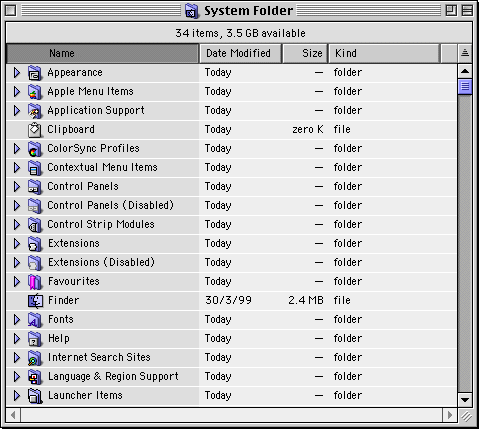 System Folder
34 items, 3.5 GB available
Name Date Modified Size Kind
Appearance Today — folder
Apple Menu Items Today — folder
Application Support Today — folder
Clipboard Today zero K file
ColorSync Profiles Today — folder
Contextual Menu Items Today — folder
Control Panels Today — folder
Control Panels (Disabled) Today — folder
Control Strip Modules Today — folder
Extensions Today — folder
Extensions (Disabled) Today — folder
Favourites Today — folder
Finder 30/3/99 2.4 MB file
Fonts Today — folder
Help Today — folder
Internet Search Sites Today — folder
Language & Region Support Today — folder
Launcher Items Today — folder